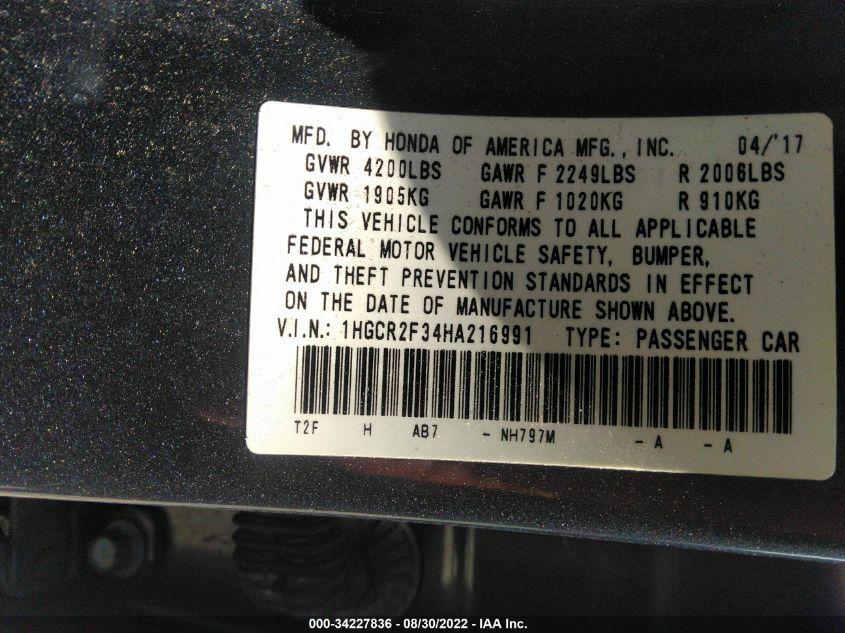 MFD. BY HONDA OF AMERICA MFG., INC. 04/'17
GVWR 4200LBS GAWR F 2249LBS R 2006LBS
GVWR 1905KG GAWR F 1020KG R 910KG
THIS VEHICLE CONFORMS TO ALL APPLICABLE
FEDERAL MOTOR VEHICLE SAFETY, BUMPER,
AND THEFT PREVENTION STANDARDS IN EFFECT
ON THE DATE OF MANUFACTURE SHOWN ABOVE.
V.I.N.: 1HGCR2F34HA216991 TYPE: PASSENGER CAR
T2F H AB7 - NH797M - A - A
000-34227836 - 08/30/2022 - IAA Inc.